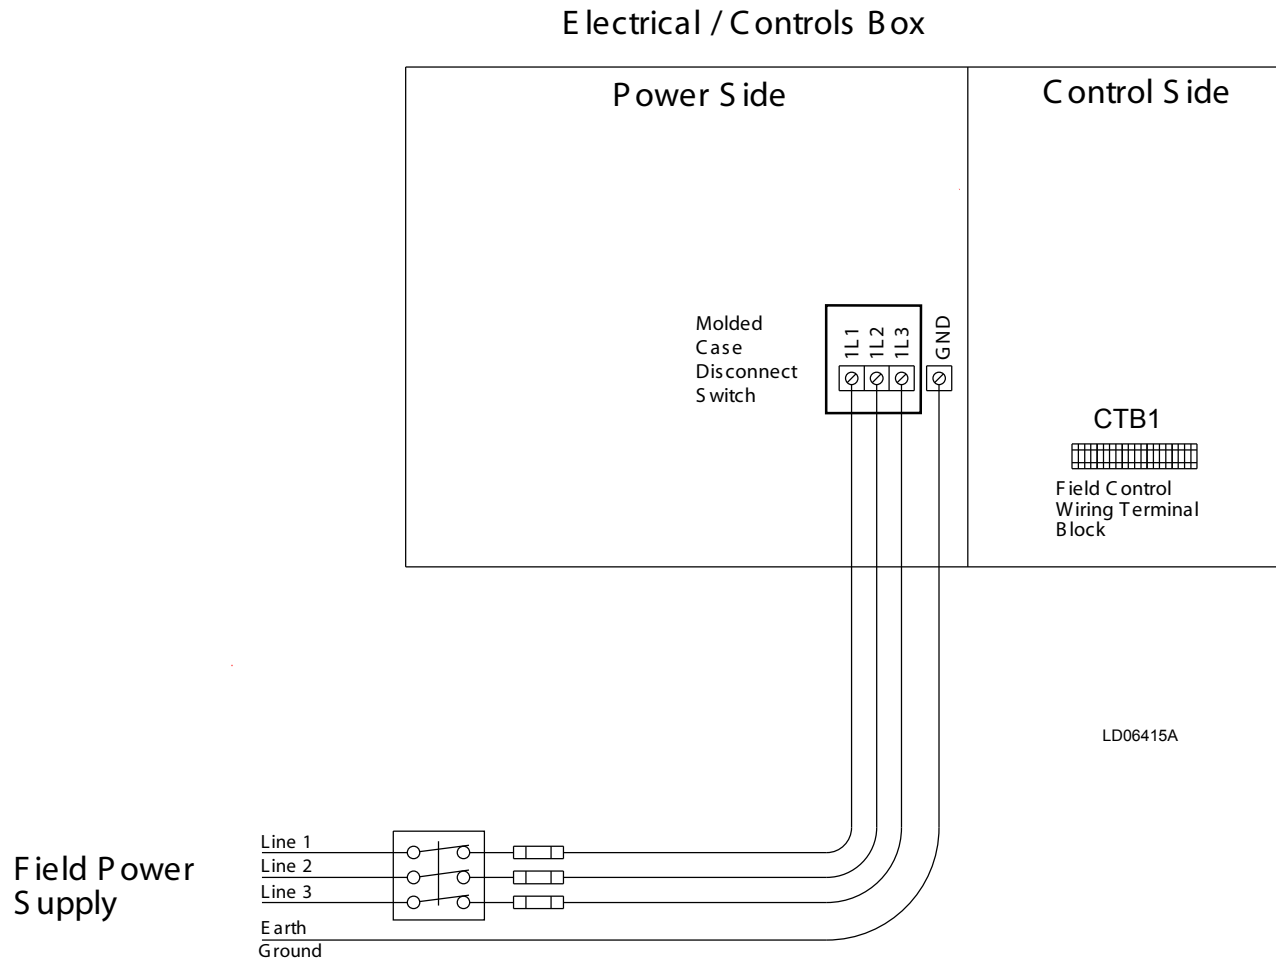 Electrical / Controls Box
Power Side
Control Side
Molded
Case
Disconnect
Switch
1L1
1L2
1L3
GND
CTB1
Field Control
Wiring Terminal
Block
LD06415A
Field Power
Supply
Line 1
Line 2
Line 3
Earth
Ground